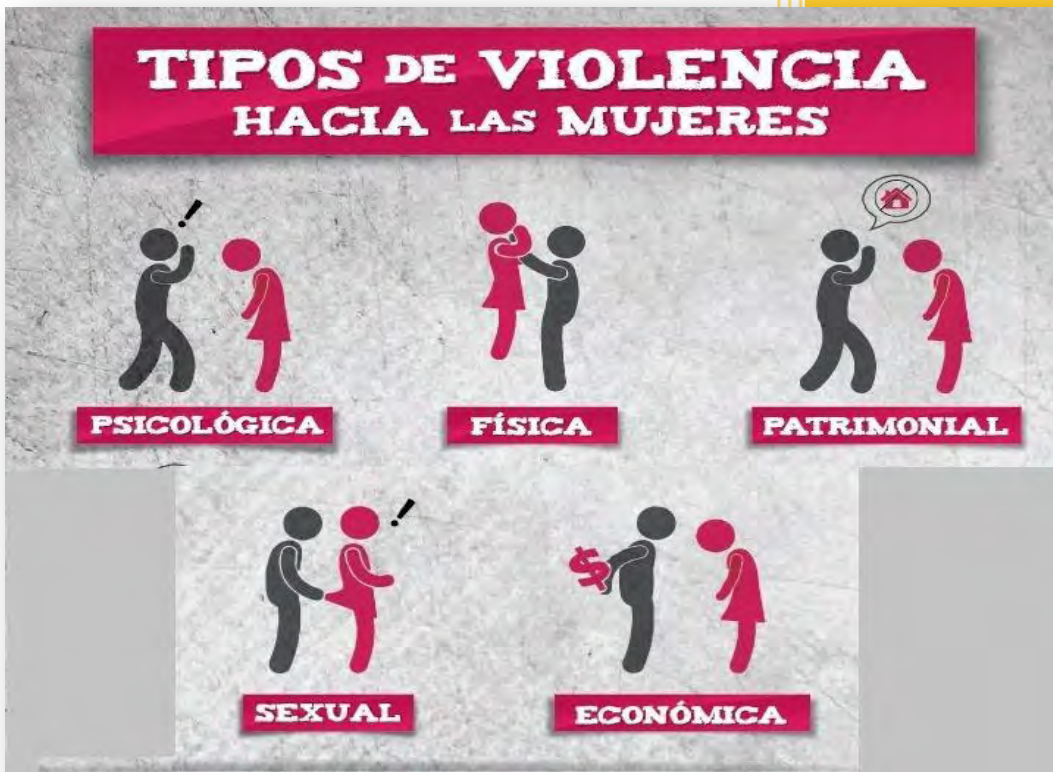 TIPOS DE VIOLENCIA
HACIA LAS MUJERES
!
PSICOLÓGICA
FÍSICA
PATRIMONIAL
!
$
SEXUAL
ECONÓMICA